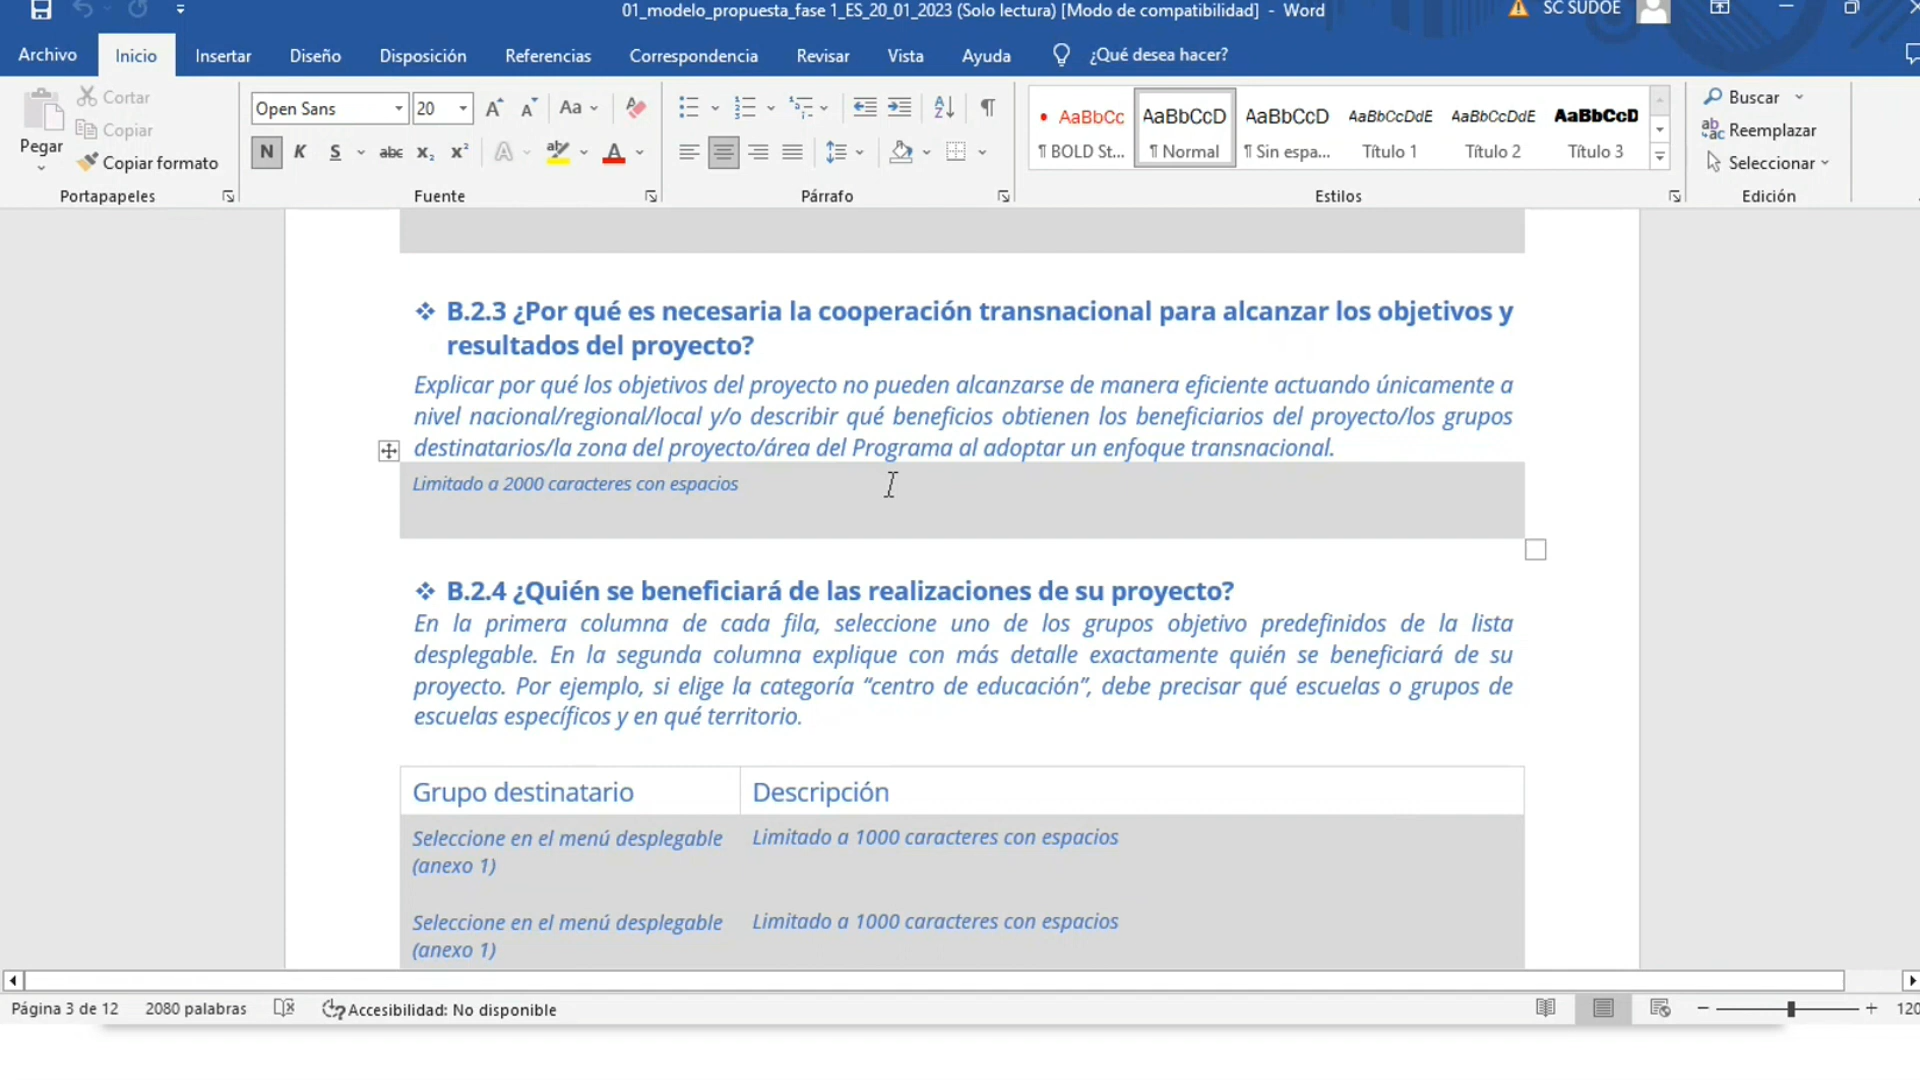 01_modelo_propuesta_fase 1_ES_20_01_2023 (Solo lectura) [Modo de compatibilidad] - Word
SC SUDOE
Archivo Inicio Insertar Diseño Disposición Referencias Correspondencia Revisar Vista Ayuda ¿Qué desea hacer?
Pegar
Cortar
Copiar
Copiar formato
Portapapeles
Open Sans 20 Aa
N K S abc x₂ x² A A
Fuente
Párrafo
AaBbCc AaBbCcD AaBbCcD AaBbCcDdE AaBbCcDdE AaBbCcD
¶ BOLD St... ¶ Normal ¶ Sin espa... Título 1 Título 2 Título 3
Estilos
Buscar
Reemplazar
Seleccionar
Edición
❖ B.2.3 ¿Por qué es necesaria la cooperación transnacional para alcanzar los objetivos y
resultados del proyecto?
Explicar por qué los objetivos del proyecto no pueden alcanzarse de manera eficiente actuando únicamente a
nivel nacional/regional/local y/o describir qué beneficios obtienen los beneficiarios del proyecto/los grupos
destinatarios/la zona del proyecto/área del Programa al adoptar un enfoque transnacional.
Limitado a 2000 caracteres con espacios
❖ B.2.4 ¿Quién se beneficiará de las realizaciones de su proyecto?
En la primera columna de cada fila, seleccione uno de los grupos objetivo predefinidos de la lista
desplegable. En la segunda columna explique con más detalle exactamente quién se beneficiará de su
proyecto. Por ejemplo, si elige la categoría “centro de educación”, debe precisar qué escuelas o grupos de
escuelas específicos y en qué territorio.
Grupo destinatario Descripción
Seleccione en el menú desplegable Limitado a 1000 caracteres con espacios
(anexo 1)
Seleccione en el menú desplegable Limitado a 1000 caracteres con espacios
(anexo 1)
Página 3 de 12 2080 palabras Accesibilidad: No disponible 120